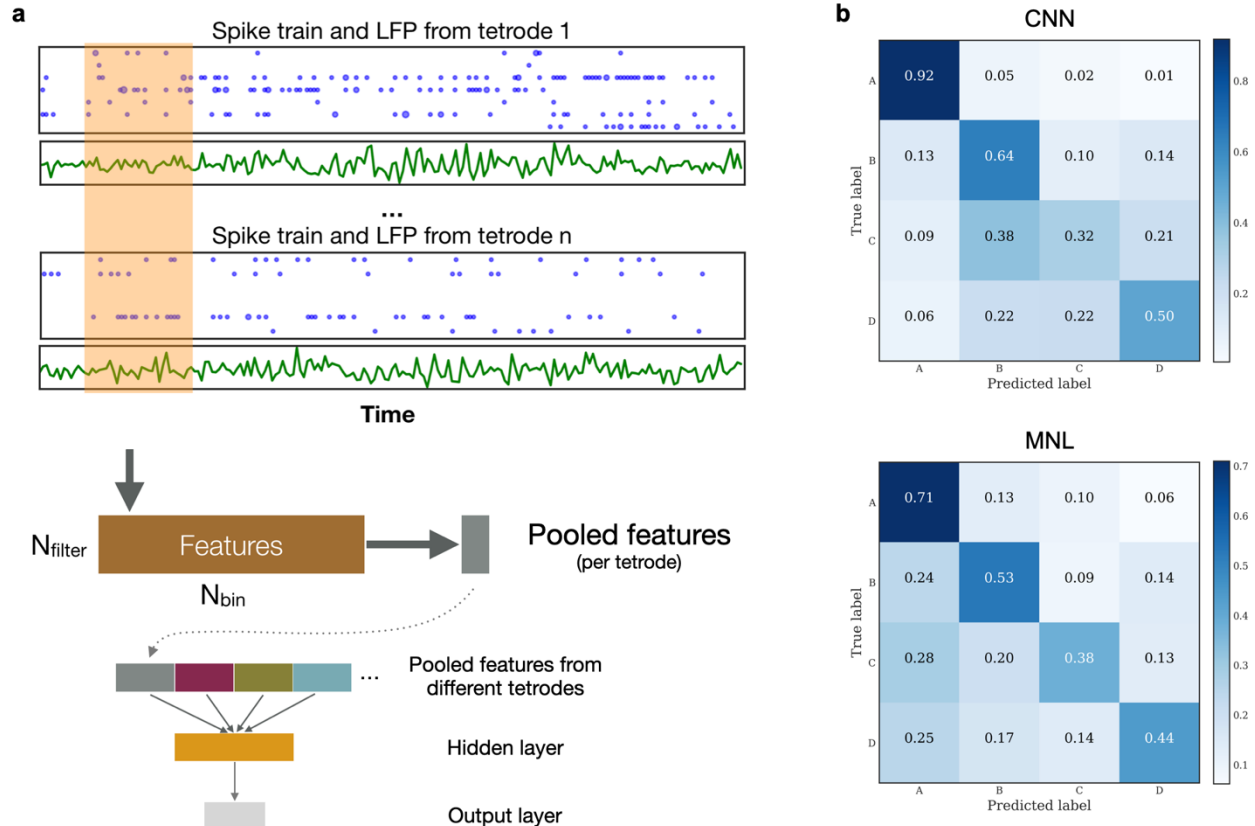 a
Spike train and LFP from tetrode 1
...
Spike train and LFP from tetrode n
Time
Nfilter
Features
Nbin
Pooled features
(per tetrode)
Pooled features from
different tetrodes
...
Hidden layer
Output layer
b
CNN
True label
A
0.92 0.05 0.02 0.01
B
0.13 0.64 0.10 0.14
C
0.09 0.38 0.32 0.21
D
0.06 0.22 0.22 0.50
A B C D
Predicted label
0.8
0.6
0.4
0.2
MNL
True label
A
0.71 0.13 0.10 0.06
B
0.24 0.53 0.09 0.14
C
0.28 0.20 0.38 0.13
D
0.25 0.17 0.14 0.44
A B C D
Predicted label
0.7
0.6
0.5
0.4
0.3
0.2
0.1